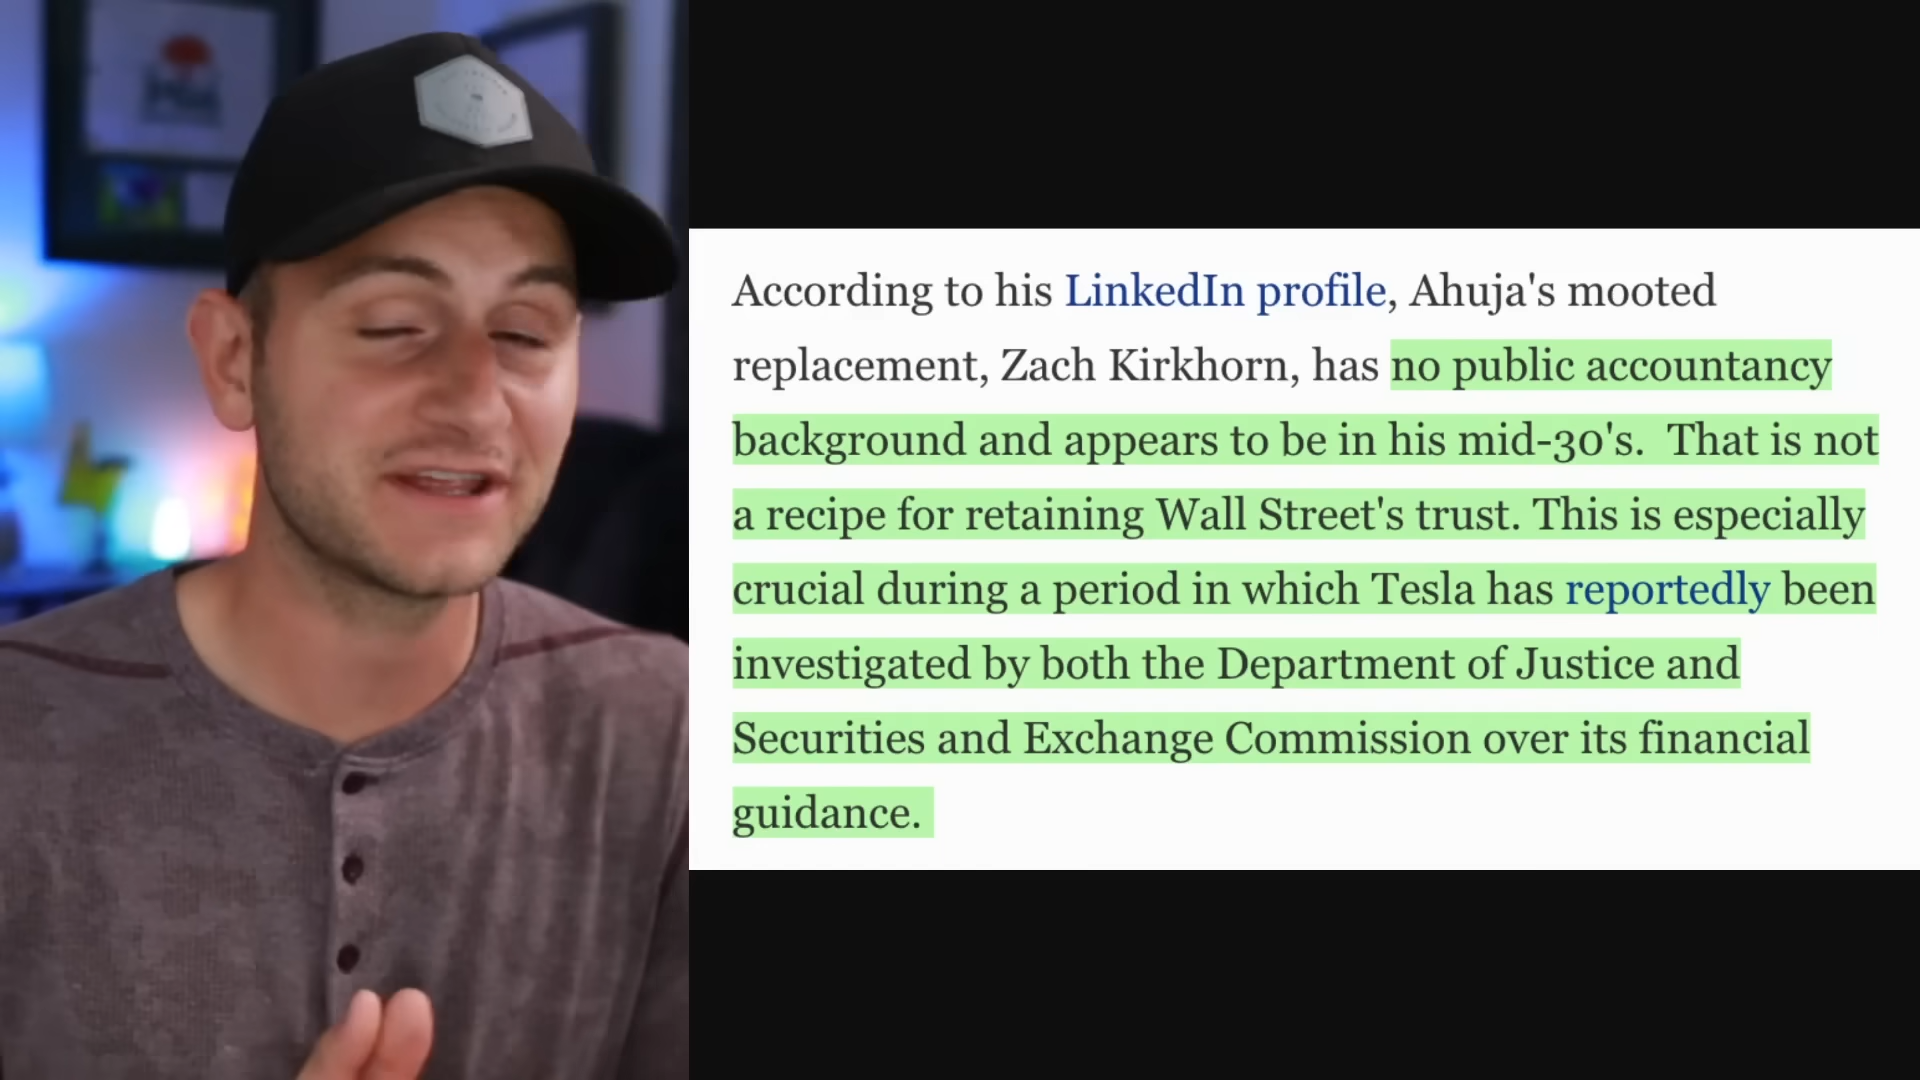 According to his LinkedIn profile, Ahuja's mooted
replacement, Zach Kirkhorn, has no public accountancy
background and appears to be in his mid-30's.  That is not
a recipe for retaining Wall Street's trust. This is especially
crucial during a period in which Tesla has reportedly been
investigated by both the Department of Justice and
Securities and Exchange Commission over its financial
guidance.